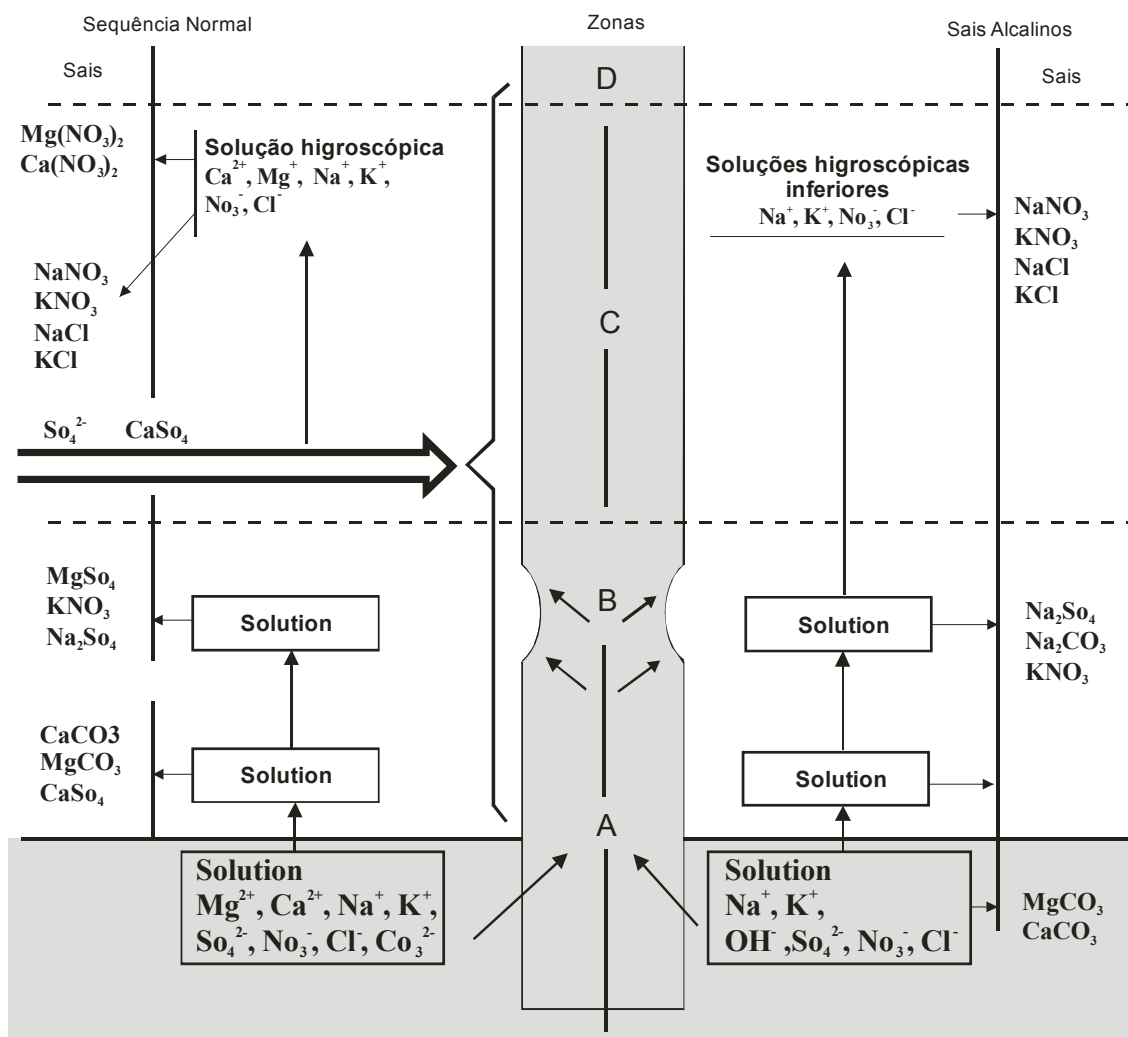 Sequência Normal
Zonas
Sais Alcalinos
Sais
D
Sais
Mg(NO₃)₂
Ca(NO₃)₂
Solução higroscópica
Ca²⁺, Mg⁺, Na⁺, K⁺,
No₃⁻, Cl⁻
Soluções higroscópicas
inferiores
Na⁺, K⁺, No₃⁻, Cl⁻
NaNO₃
KNO₃
NaCl
KCl
NaNO₃
KNO₃
NaCl
KCl
C
So₄²⁻ CaSo₄
MgSo₄
KNO₃
Na₂So₄
Solution
B
Solution
Na₂So₄
Na₂CO₃
KNO₃
CaCO3
MgCO₃
CaSo₄
Solution
Solution
A
Solution
Mg²⁺, Ca²⁺, Na⁺, K⁺,
So₄²⁻, No₃⁻, Cl⁻, Co₃²⁻
Solution
Na⁺, K⁺,
OH⁻ ,So₄²⁻, No₃⁻, Cl⁻
MgCO₃
CaCO₃